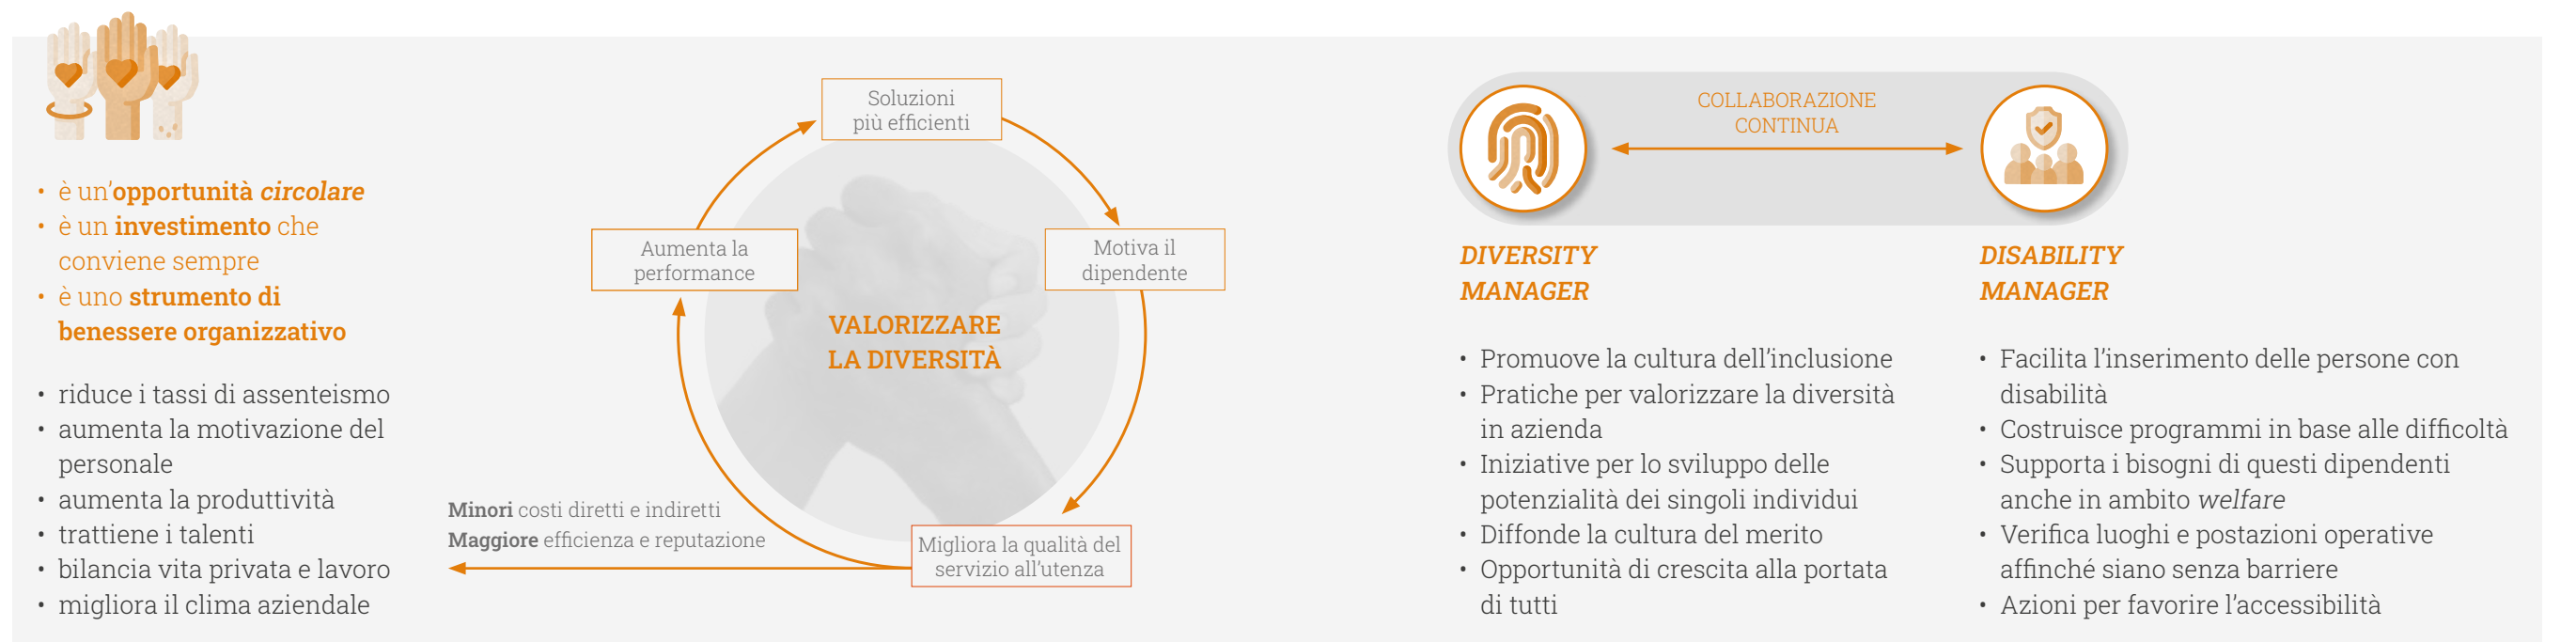 • è un'opportunità circolare
• è un investimento che
conviene sempre
• è uno strumento di
benessere organizzativo
• riduce i tassi di assenteismo
• aumenta la motivazione del
personale
• aumenta la produttività
• trattiene i talenti
• bilancia vita privata e lavoro
• migliora il clima aziendale
Soluzioni
più efficienti
Motiva il
dipendente
Migliora la qualità del
servizio all'utenza
Aumenta la
performance
VALORIZZARE
LA DIVERSITÀ
Minori costi diretti e indiretti
Maggiore efficienza e reputazione
COLLABORAZIONE
CONTINUA
DIVERSITY
MANAGER
• Promuove la cultura dell'inclusione
• Pratiche per valorizzare la diversità
in azienda
• Iniziative per lo sviluppo delle
potenzialità dei singoli individui
• Diffonde la cultura del merito
• Opportunità di crescita alla portata
di tutti
DISABILITY
MANAGER
• Facilita l'inserimento delle persone con
disabilità
• Costruisce programmi in base alle difficoltà
• Supporta i bisogni di questi dipendenti
anche in ambito welfare
• Verifica luoghi e postazioni operative
affinché siano senza barriere
• Azioni per favorire l'accessibilità